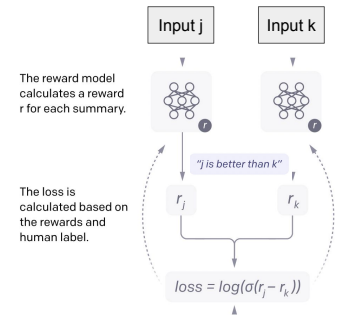 Input j
Input k
The reward model
calculates a reward
r for each summary.
r
r
"j is better than k"
The loss is
calculated based on
the rewards and
human label.
r_j
r_k
loss = log(σ(r_j − r_k))